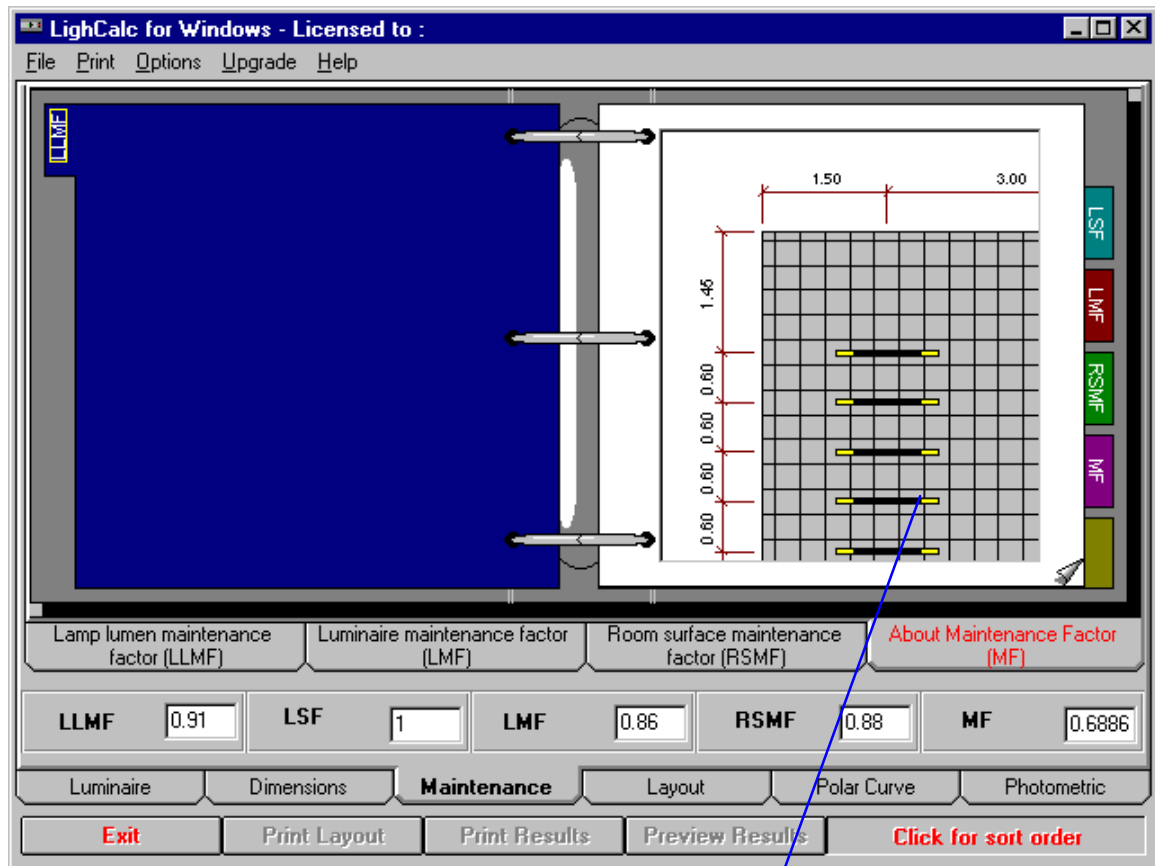 LighCalc for Windows - Licensed to :
File Print Options Upgrade Help
LLMF
1.50 3.00
1.45
0.60
0.60
0.60
0.60
LSF
LMF
RSMF
MF
Lamp lumen maintenance factor (LLMF)
Luminaire maintenance factor (LMF)
Room surface maintenance factor (RSMF)
About Maintenance Factor (MF)
LLMF 0.91 LSF 1 LMF 0.86 RSMF 0.88 MF 0.6886
Luminaire Dimensions Maintenance Layout Polar Curve Photometric
Exit Print Layout Print Results Preview Results Click for sort order